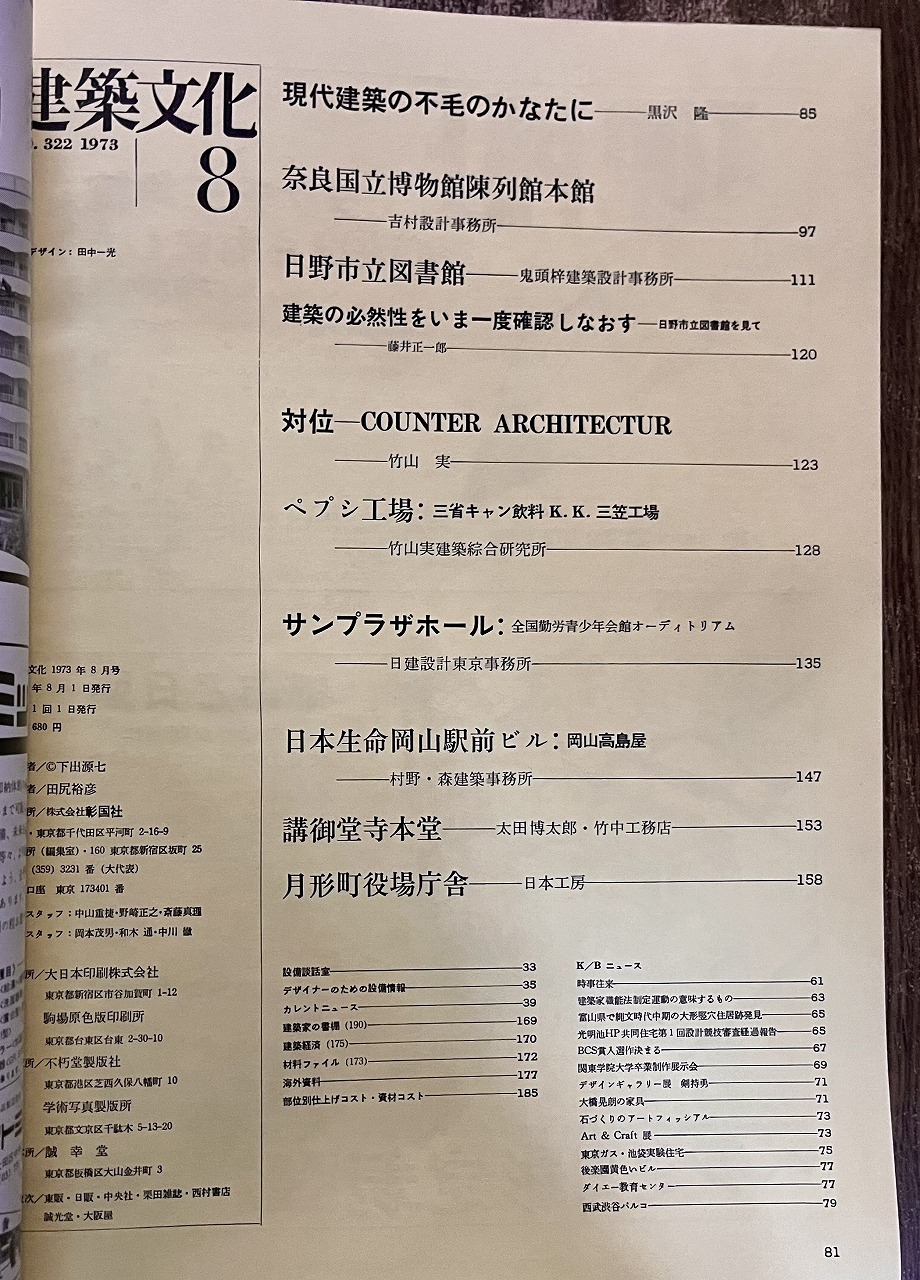 建築文化
. 322 1973
8
デザイン：田中一光
文化 1973 年 8 月号
年 8 月 1 日発行
1 回 1 日発行
680 円
者／©下出源七
者／田尻裕彦
所／株式会社彰国社
・東京都千代田区平河町 2-16-9
所（編集室）・160 東京都新宿区坂町 25
(359) 3231 番（大代表）
口座 東京 173401 番
スタッフ：中山重捷・野崎正之・斎藤真理
スタッフ：岡本茂男・和木 通・中川 徹
所／大日本印刷株式会社
東京都新宿区市谷加賀町 1-12
駒場原色版印刷所
東京都台東区台東 2-30-10
所／不朽堂製版社
東京都港区芝西久保八幡町 10
学術写真製版所
東京都文京区千駄木 5-13-20
所／誠 幸 堂
東京都板橋区大山金井町 3
次／東販・日販・中央社・栗田雑誌・西村書店
誠光堂・大阪屋
現代建築の不毛のかなたに——黒沢 隆——85
奈良国立博物館陳列館本館
——吉村設計事務所——97
日野市立図書館——鬼頭梓建築設計事務所——111
建築の必然性をいま一度確認しなおす—日野市立図書館を見て
——藤井正一郎——120
対位—COUNTER ARCHITECTUR
——竹山 実——123
ペプシ工場：三省キャン飲料 K. K. 三笠工場
——竹山実建築綜合研究所——128
サンプラザホール：全国勤労青少年会館オーディトリアム
——日建設計東京事務所——135
日本生命岡山駅前ビル：岡山高島屋
——村野・森建築事務所——147
講御堂寺本堂——太田博太郎・竹中工務店——153
月形町役場庁舎——日本工房——158
設備談話室——33
デザイナーのための設備情報——35
カレントニュース——39
建築家の書棚 (190)——169
建築経済 (175)——170
材料ファイル (173)——172
海外資料——177
部位別仕上げコスト・資材コスト——185
K／B ニュース
時事往来——61
建築家職能法制定運動の意味するもの——63
富山県で縄文時代中期の大形竪穴住居跡発見——65
光明池HP共同住宅第1回設計競技審査経過報告——65
BCS賞入選作決まる——67
関東学院大学卒業制作展示会——69
デザインギャラリー展 剣持勇——71
大橋晃朗の家具——71
石づくりのアートフィッシアル——73
Art & Craft 展——73
東京ガス・池袋実験住宅——75
後楽園黄色いビル——77
ダイエー教育センター——77
西武渋谷パルコ——79
81